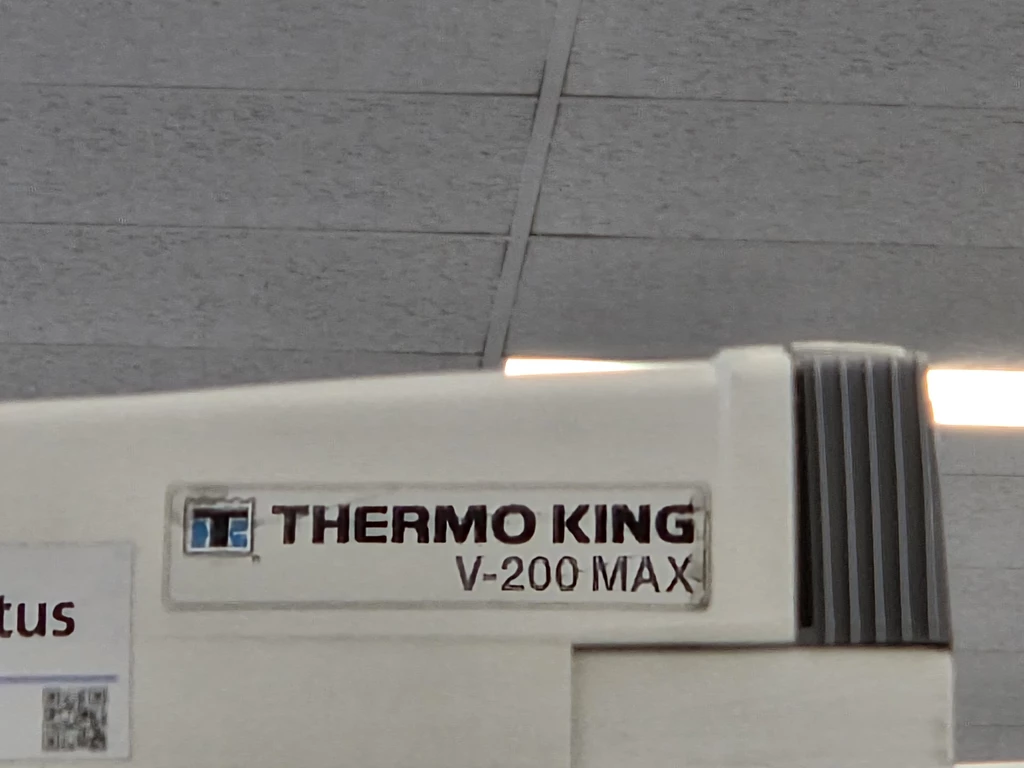 THERMO KING
V-200 MAX
tus